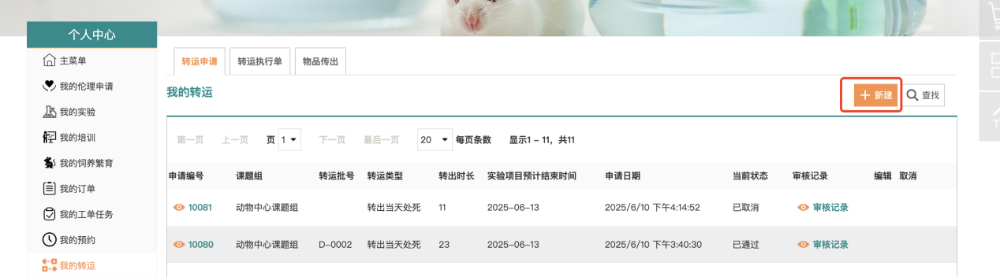 个人中心
主菜单
我的伦理申请
我的实验
我的培训
我的饲养繁育
我的订单
我的工单任务
我的预约
我的转运
转运申请 转运执行单 物品传出
我的转运
新建 查找
第一页 上一页 页 1 下一页 最后一页 20 每页条数 显示1 – 11, 共11
申请编号 课题组 转运批号 转运类型 转出时长 实验项目预计结束时间 申请日期 当前状态 审核记录 编辑 取消
10081 动物中心课题组 转出当天处死 11 2025-06-13 2025/6/10 下午4:14:52 已取消 审核记录
10080 动物中心课题组 D-0002 转出当天处死 23 2025-06-13 2025/6/10 下午3:40:30 已通过 审核记录